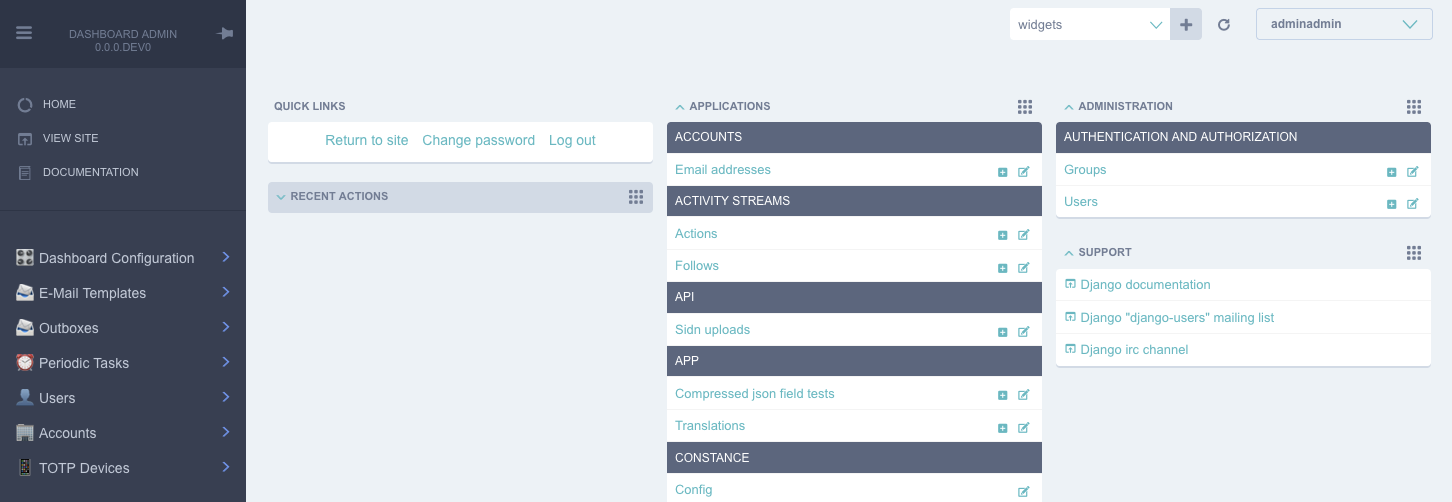 DASHBOARD ADMIN
0.0.0.DEV0
HOME
VIEW SITE
DOCUMENTATION
Dashboard Configuration
E-Mail Templates
Outboxes
Periodic Tasks
Users
Accounts
TOTP Devices
widgets
adminadmin
QUICK LINKS
Return to site Change password Log out
RECENT ACTIONS
APPLICATIONS
ACCOUNTS
Email addresses
ACTIVITY STREAMS
Actions
Follows
API
Sidn uploads
APP
Compressed json field tests
Translations
CONSTANCE
Config
ADMINISTRATION
AUTHENTICATION AND AUTHORIZATION
Groups
Users
SUPPORT
Django documentation
Django "django-users" mailing list
Django irc channel